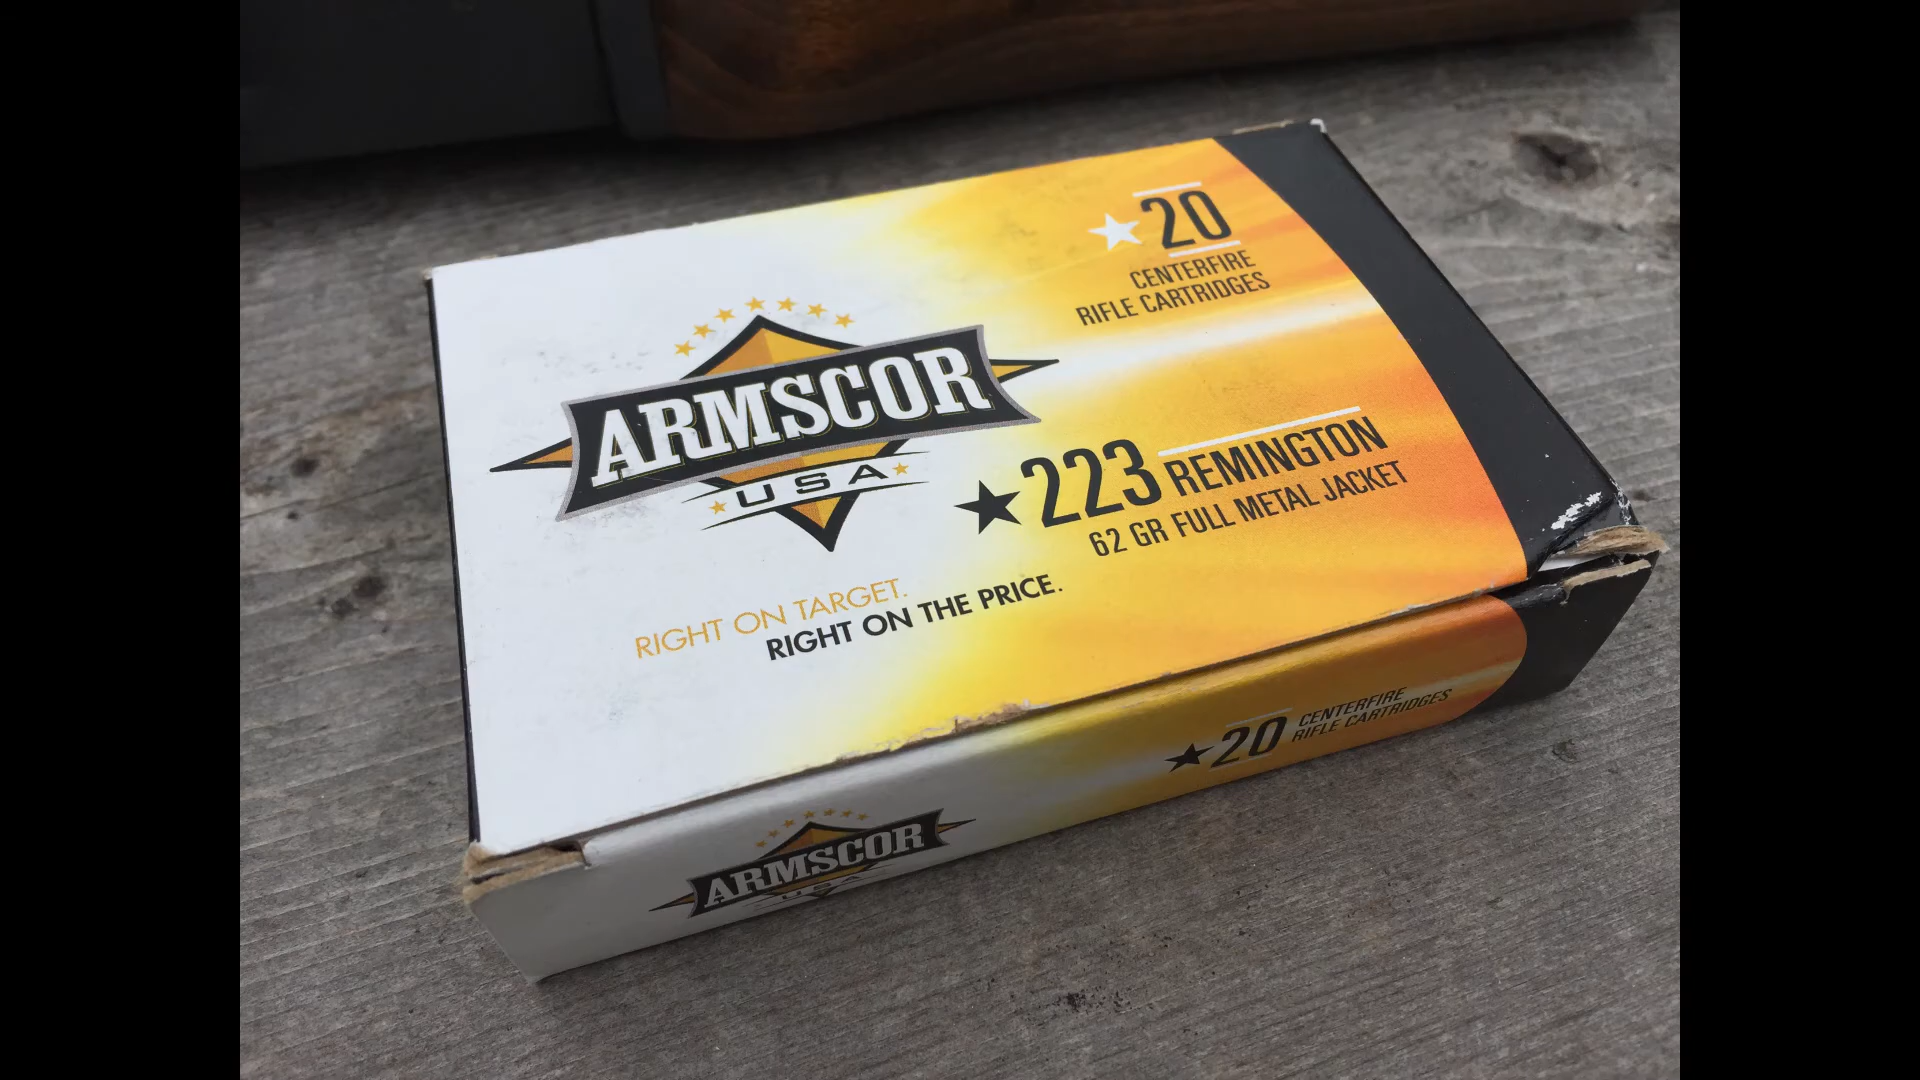 20
CENTERFIRE
RIFLE CARTRIDGES
ARMSCOR
USA
223 REMINGTON
62 GR FULL METAL JACKET
RIGHT ON TARGET.
RIGHT ON THE PRICE.
20 CENTERFIRE
RIFLE CARTRIDGES
ARMSCOR
USA